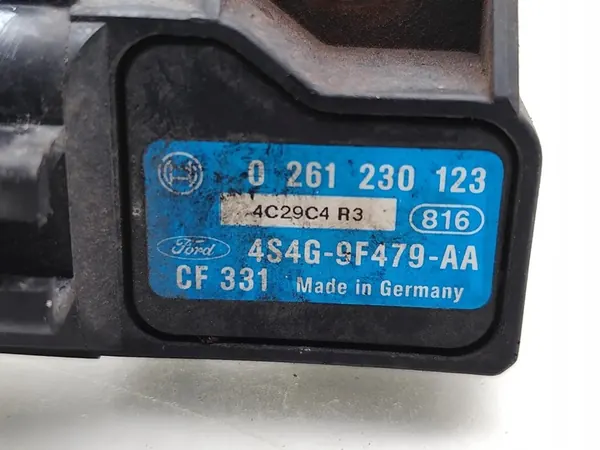 0 261 230 123
4C29C4 R3
816
Ford
4S4G-9F479-AA
CF 331 Made in Germany